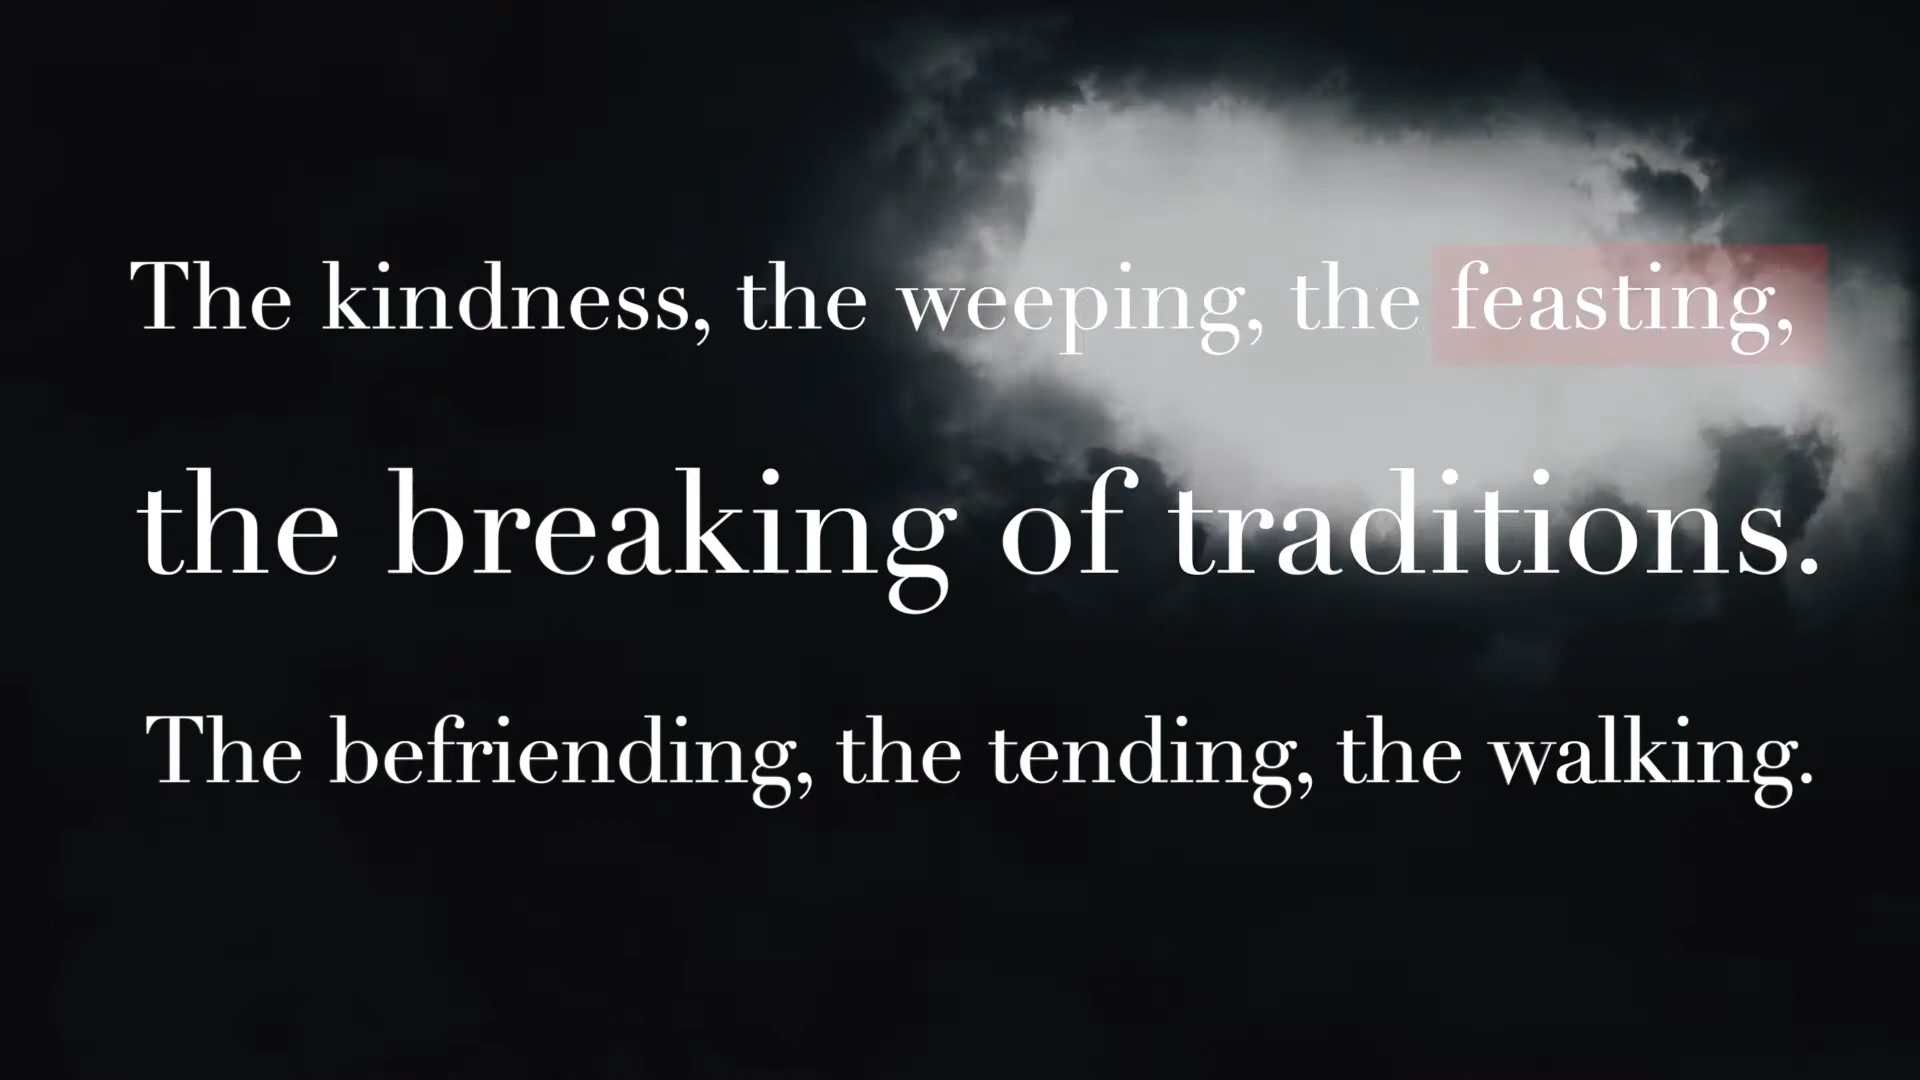 The kindness, the weeping, the feasting,
the breaking of traditions.
The befriending, the tending, the walking.